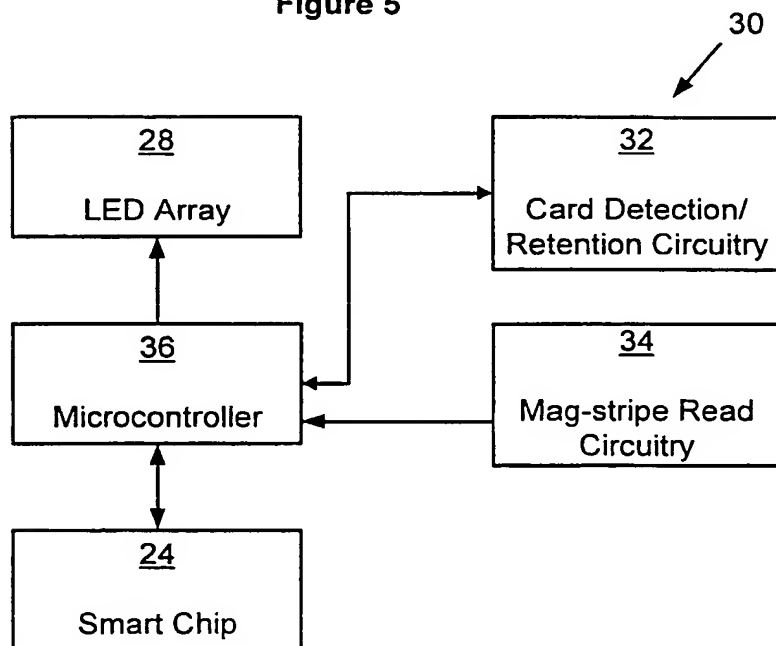 Figure 5
30
28
LED Array
32
Card Detection/
Retention Circuitry
36
Microcontroller
34
Mag-stripe Read
Circuitry
24
Smart Chip